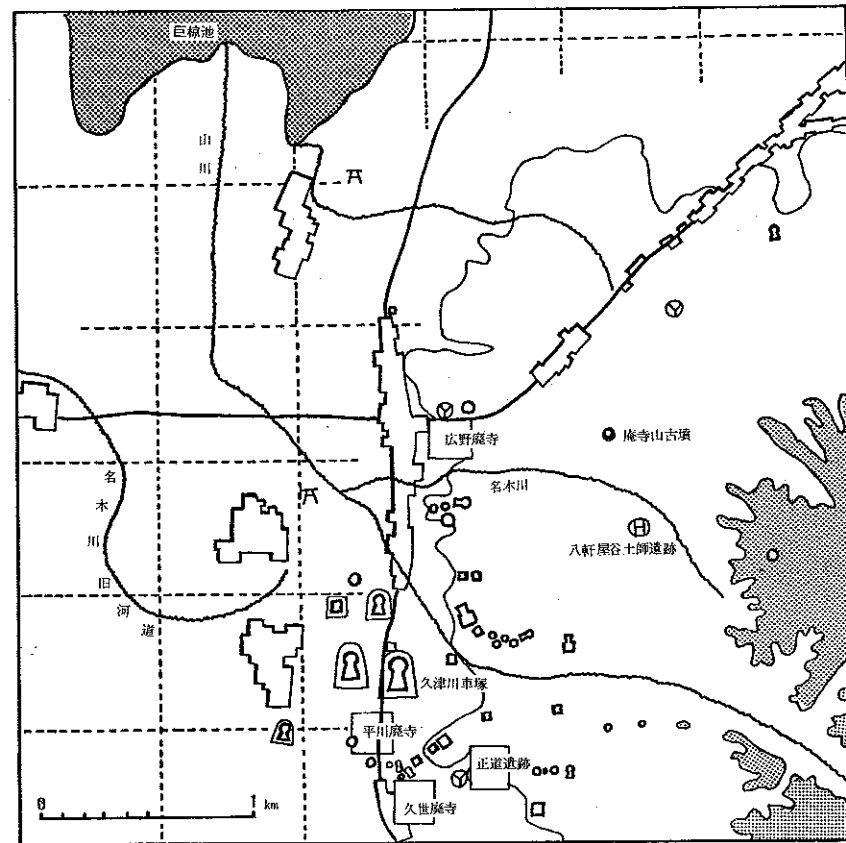 巨椋池
山川
広野廃寺
庵寺山古墳
名木川
名木川旧河道
八軒屋谷土師遺跡
久津川車塚
平川廃寺
正道遺跡
久世廃寺
0 1 km